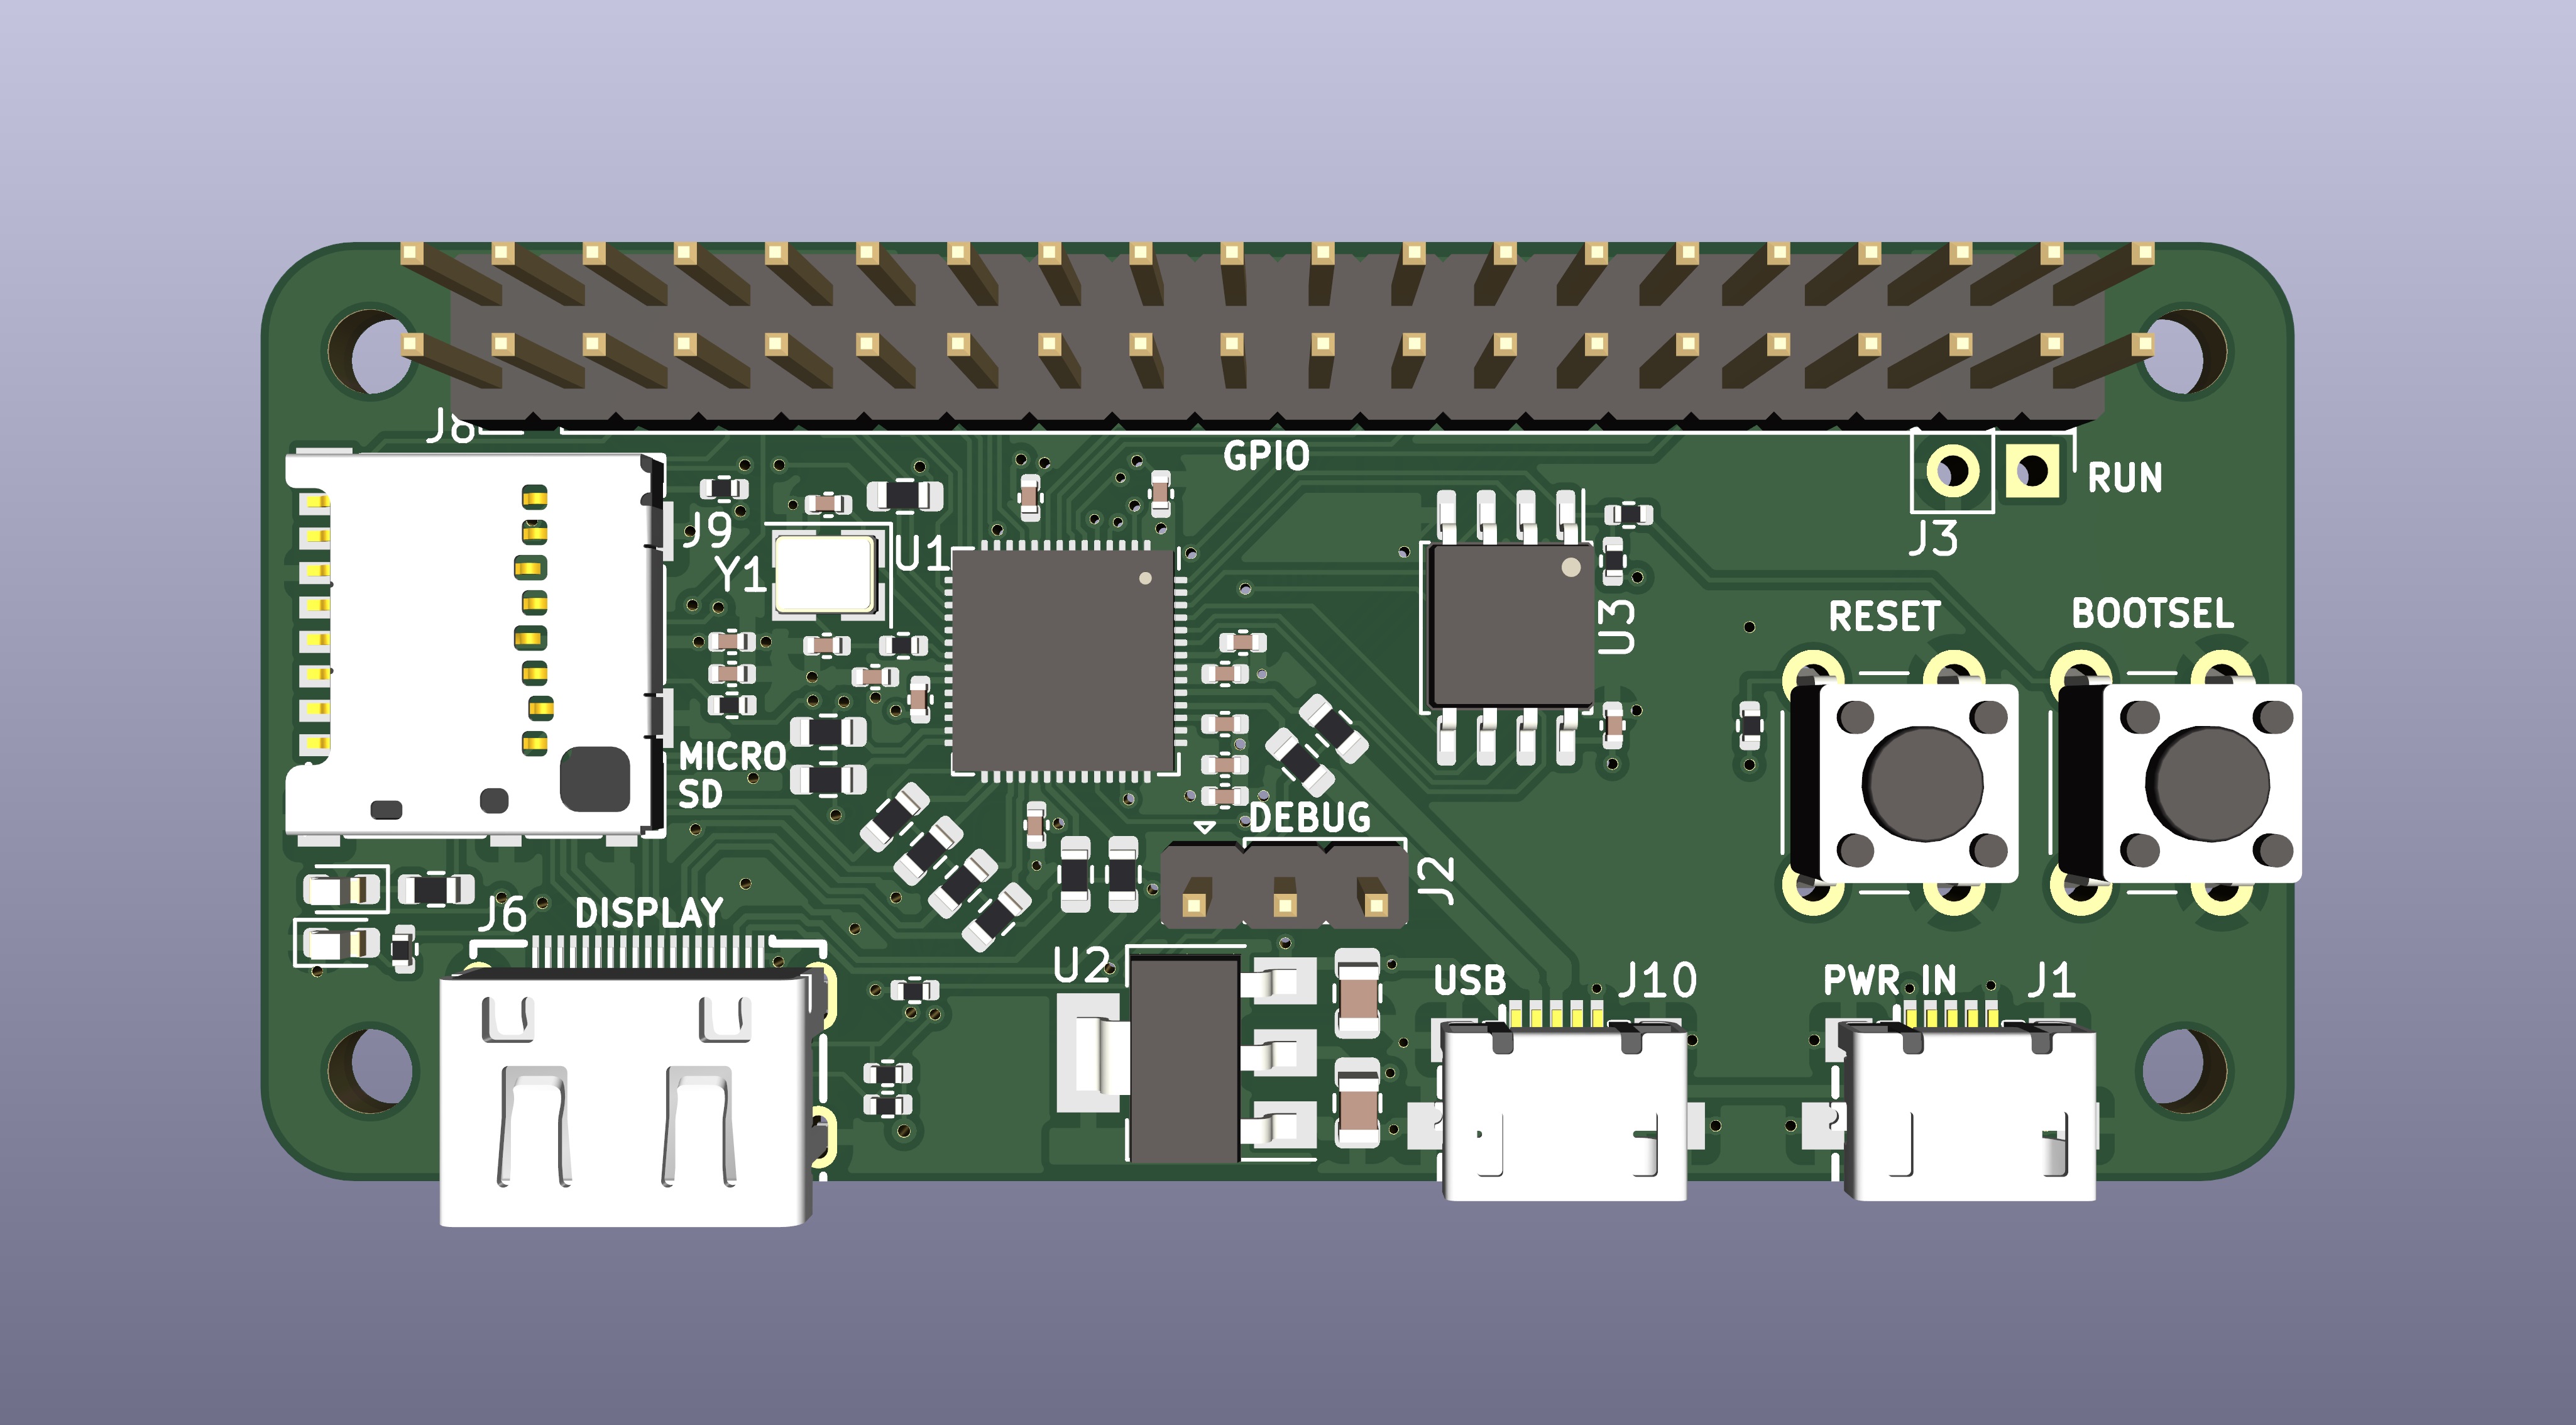 J8
GPIO
RUN
J3
J9
U1
Y1
U3
RESET
BOOTSEL
MICRO
SD
DEBUG
J2
J6
DISPLAY
U2
USB
J10
PWR IN
J1